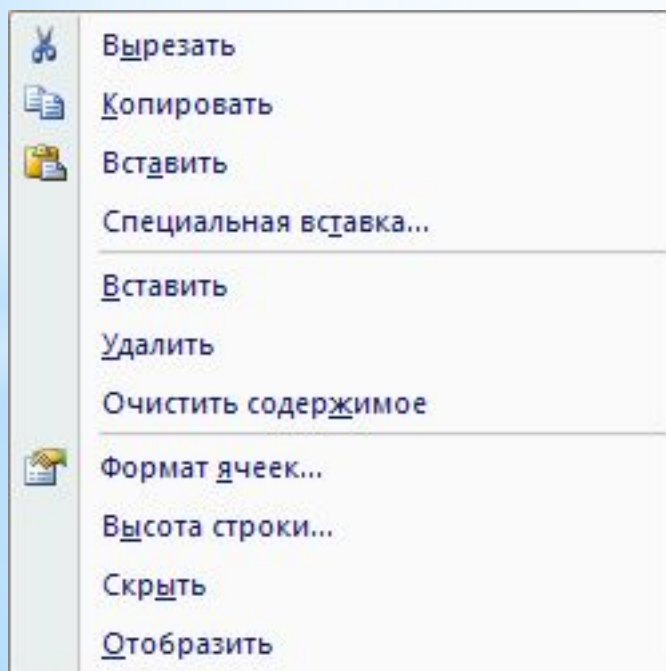 Вырезать
Копировать
Вставить
Специальная вставка...
Вставить
Удалить
Очистить содержимое
Формат ячеек...
Высота строки...
Скрыть
Отобразить